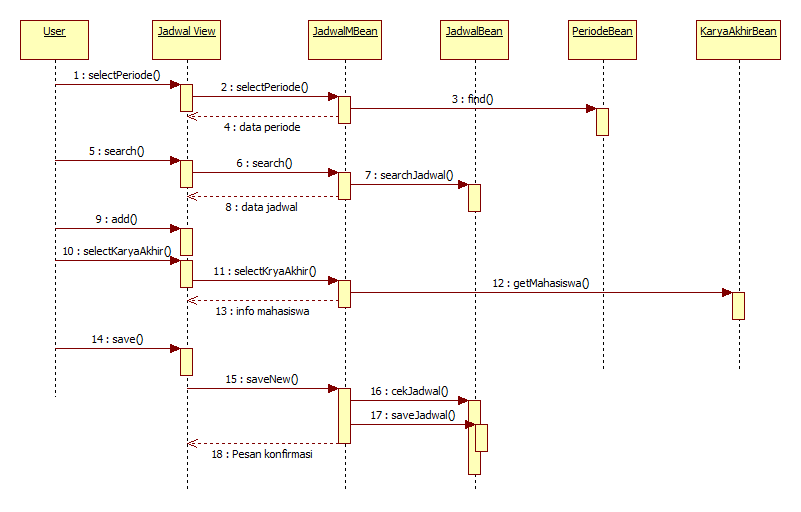 User
Jadwal View
JadwalMBean
JadwalBean
PeriodeBean
KaryaAkhirBean
1 : selectPeriode()
2 : selectPeriode()
3 : find()
4 : data periode
5 : search()
6 : search()
7 : searchJadwal()
8 : data jadwal
9 : add()
10 : selectKaryaAkhir()
11 : selectKryaAkhir()
12 : getMahasiswa()
13 : info mahasiswa
14 : save()
15 : saveNew()
16 : cekJadwal()
17 : saveJadwal()
18 : Pesan konfirmasi